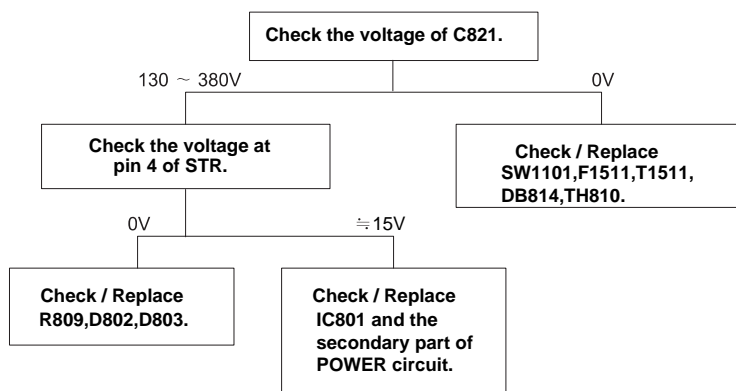 Check the voltage of C821.
130 ～ 380V
0V
Check the voltage at
pin 4 of STR.
Check / Replace
SW1101,F1511,T1511,
DB814,TH810.
0V
≒15V
Check / Replace
R809,D802,D803.
Check / Replace
IC801 and the
secondary part of
POWER circuit.